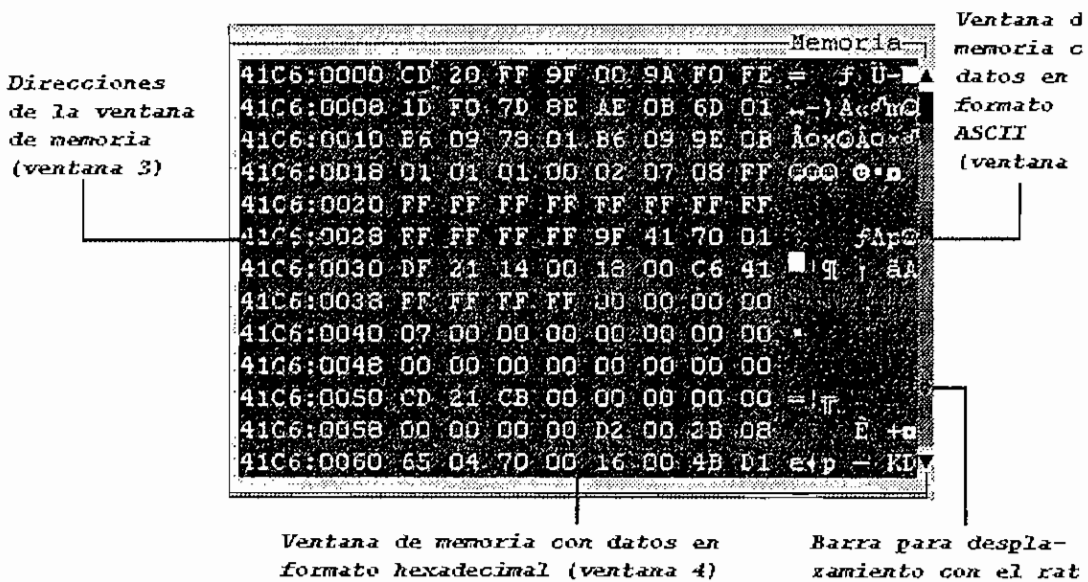 Ventana d
memoria c
datos en
formato
ASCII
(ventana
Direcciones
de la ventana
de memoria
(ventana 3)
Memoria
41C6:0000 CD 20 FF 9F 00 9A F0 FE
41C6:0008 1D F0 7D 8E AE 0B 6D 01
41C6:0010 09 78 01 86 09 9E 0B
41C6:0018 01 01 01 00 02 07 08 FF
41C6:0020 FF FF FF FF FF FF FF FF
41C6:0028 FF FF FF FF 9F 41 70 01
41C6:0030 DF 21 14 00 18 00 C6 41
41C6:0038 FF FF FF FF 00 00 00 00
41C6:0040 07 00 00 00 00 00 00 00
41C6:0048 00 00 00 00 00 00 00 00
41C6:0050 CD 21 CB 00 00 00 00 00
41C6:0058 00 00 00 00 D2 00 2B 08
41C6:0060 65 04 70 00 16 00 4B D1
Ventana de memoria con datos en
formato hexadecimal (ventana 4)
Barra para despla-
zamiento con el rat